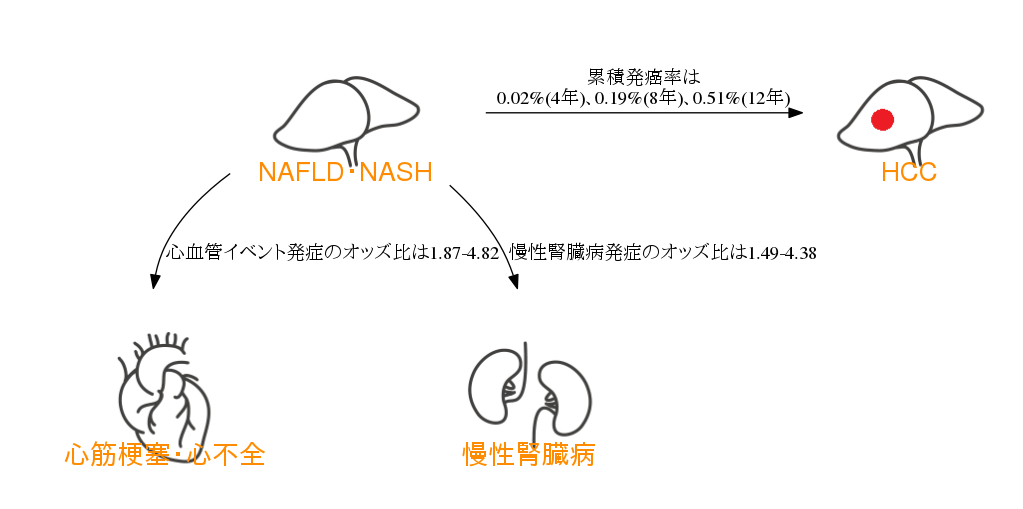 累積発癌率は
0.02%(4年)、0.19%(8年)、0.51%(12年)
NAFLD・NASH
HCC
心血管イベント発症のオッズ比は1.87-4.82
慢性腎臓病発症のオッズ比は1.49-4.38
心筋梗塞・心不全
慢性腎臓病